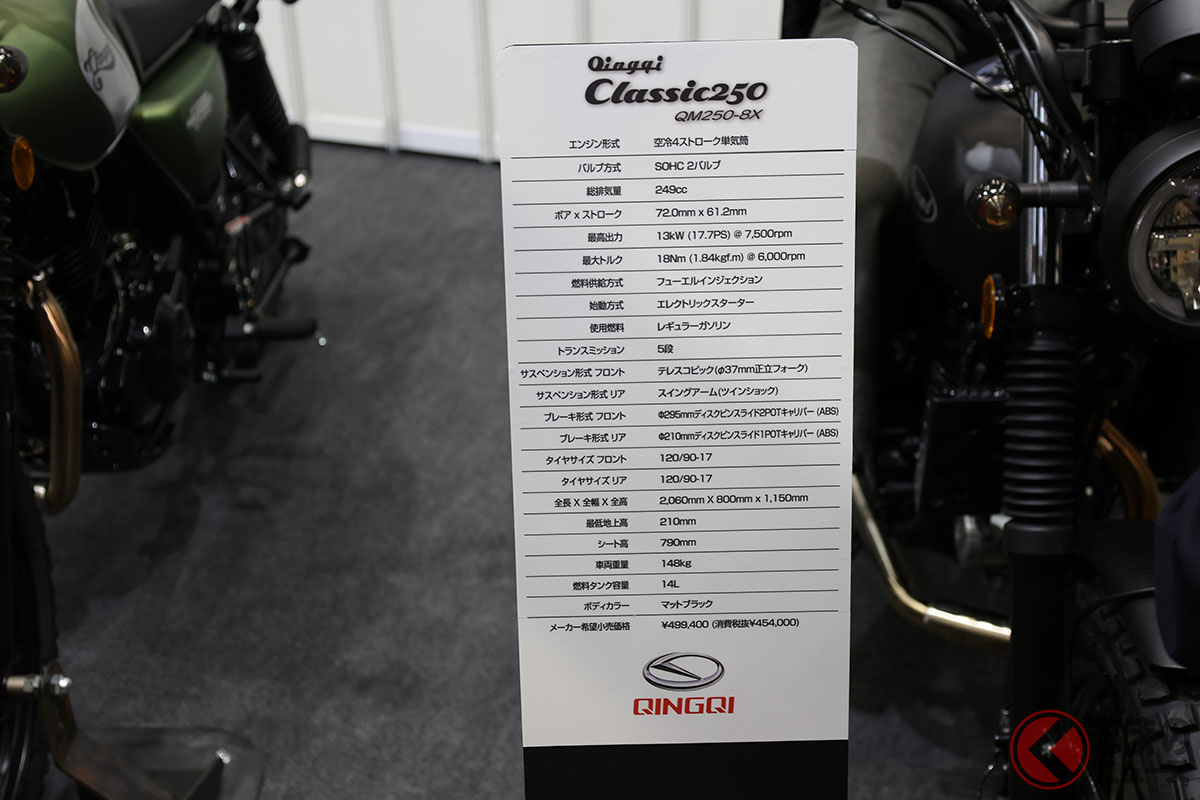 Qingqi
Classic250
QM250-8X
エンジン形式 空冷4ストローク単気筒
バルブ方式 SOHC 2バルブ
総排気量 249cc
ボア x ストローク 72.0mm x 61.2mm
最高出力 13kW (17.7PS) @ 7,500rpm
最大トルク 18Nm (1.84kgf.m) @ 6,000rpm
燃料供給方式 フューエルインジェクション
始動方式 エレクトリックスターター
使用燃料 レギュラーガソリン
トランスミッション 5段
サスペンション形式 フロント テレスコピック(φ37mm正立フォーク)
サスペンション形式 リア スイングアーム(ツインショック)
ブレーキ形式 フロント Φ295mmディスクピンスライド2POTキャリパー (ABS)
ブレーキ形式 リア Φ210mmディスクピンスライド1POTキャリパー (ABS)
タイヤサイズ フロント 120/90-17
タイヤサイズ リア 120/90-17
全長 X 全幅 X 全高 2,060mm X 800mm x 1,150mm
最低地上高 210mm
シート高 790mm
車両重量 148kg
燃料タンク容量 14L
ボディカラー マットブラック
メーカー希望小売価格 ¥499,400 (消費税抜¥454,000)
QINGQI